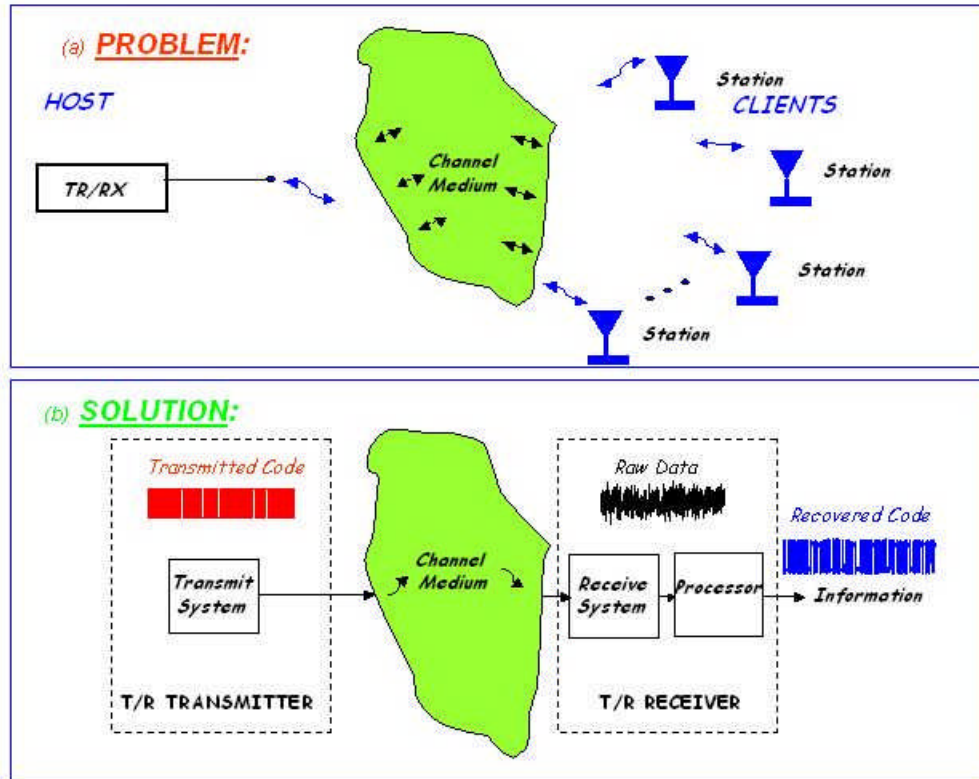 (a) PROBLEM:
HOST
TR/RX
Channel
Medium
Station
CLIENTS
Station
Station
Station
(b) SOLUTION:
Transmitted Code
Transmit
System
T/R TRANSMITTER
Channel
Medium
Raw Data
Receive
System
Processor
T/R RECEIVER
Recovered Code
Information